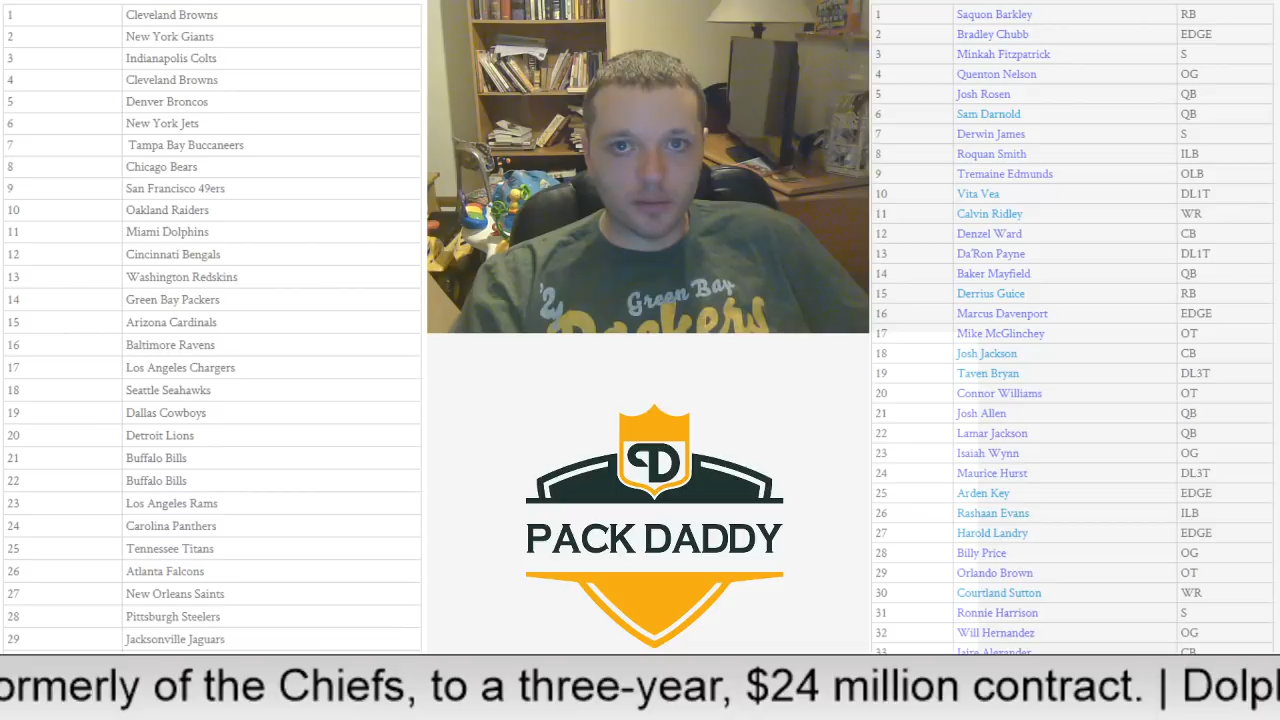 1 Cleveland Browns
2 New York Giants
3 Indianapolis Colts
4 Cleveland Browns
5 Denver Broncos
6 New York Jets
7 Tampa Bay Buccaneers
8 Chicago Bears
9 San Francisco 49ers
10 Oakland Raiders
11 Miami Dolphins
12 Cincinnati Bengals
13 Washington Redskins
14 Green Bay Packers
15 Arizona Cardinals
16 Baltimore Ravens
17 Los Angeles Chargers
18 Seattle Seahawks
19 Dallas Cowboys
20 Detroit Lions
21 Buffalo Bills
22 Buffalo Bills
23 Los Angeles Rams
24 Carolina Panthers
25 Tennessee Titans
26 Atlanta Falcons
27 New Orleans Saints
28 Pittsburgh Steelers
29 Jacksonville Jaguars
Green Bay
Packers
PD
PACK DADDY
1 Saquon Barkley RB
2 Bradley Chubb EDGE
3 Minkah Fitzpatrick S
4 Quenton Nelson OG
5 Josh Rosen QB
6 Sam Darnold QB
7 Derwin James S
8 Roquan Smith ILB
9 Tremaine Edmunds OLB
10 Vita Vea DL1T
11 Calvin Ridley WR
12 Denzel Ward CB
13 Da'Ron Payne DL1T
14 Baker Mayfield QB
15 Derrius Guice RB
16 Marcus Davenport EDGE
17 Mike McGlinchey OT
18 Josh Jackson CB
19 Taven Bryan DL3T
20 Connor Williams OT
21 Josh Allen QB
22 Lamar Jackson QB
23 Isaiah Wynn OG
24 Maurice Hurst DL3T
25 Arden Key EDGE
26 Rashaan Evans ILB
27 Harold Landry EDGE
28 Billy Price OG
29 Orlando Brown OT
30 Courtland Sutton WR
31 Ronnie Harrison S
32 Will Hernandez OG
33 Jaire Alexander CB
ormerly of the Chiefs, to a three-year, $24 million contract. | Dolp